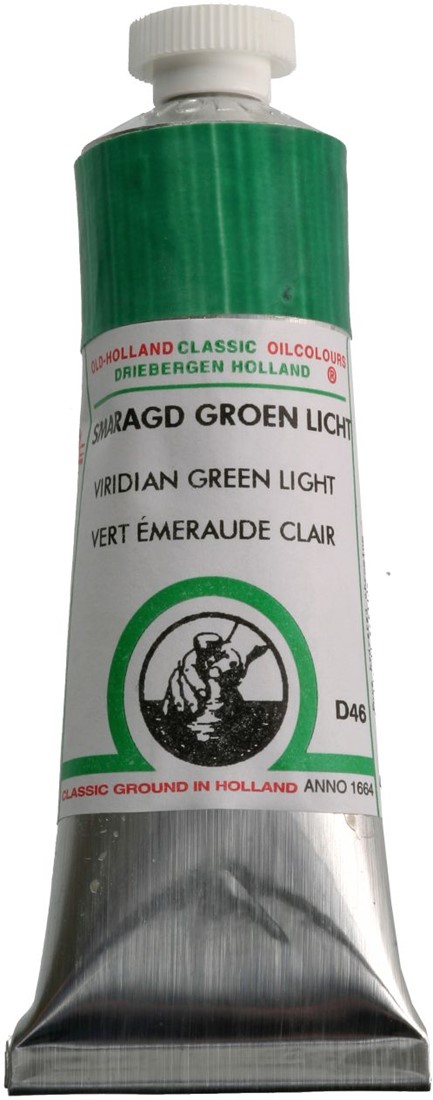 OLD-HOLLAND CLASSIC OILCOLOURS
DRIEBERGEN HOLLAND ®
SMARAGD GROEN LICHT
VIRIDIAN GREEN LIGHT
VERT ÉMERAUDE CLAIR
D46
CLASSIC GROUND IN HOLLAND ANNO 1664